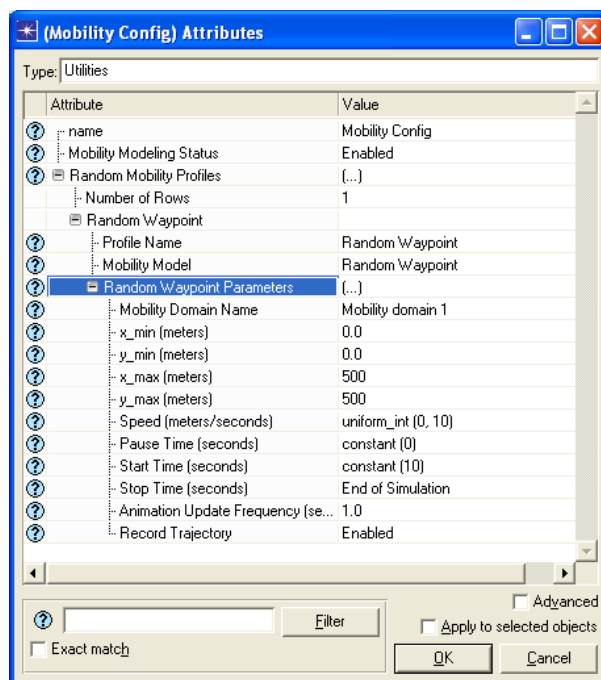 (Mobility Config) Attributes
Type: Utilities
Attribute Value
name Mobility Config
Mobility Modeling Status Enabled
Random Mobility Profiles (...)
Number of Rows 1
Random Waypoint
Profile Name Random Waypoint
Mobility Model Random Waypoint
Random Waypoint Parameters (...)
Mobility Domain Name Mobility domain 1
x_min (meters) 0.0
y_min (meters) 0.0
x_max (meters) 500
y_max (meters) 500
Speed (meters/seconds) uniform_int (0, 10)
Pause Time (seconds) constant (0)
Start Time (seconds) constant (10)
Stop Time (seconds) End of Simulation
Animation Update Frequency (se... 1.0
Record Trajectory Enabled
Advanced
Filter
Apply to selected objects
Exact match
OK Cancel